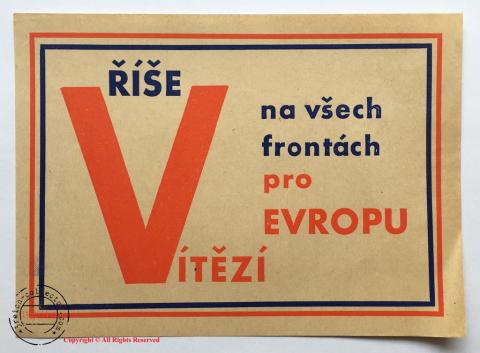 ŘÍŠE
VÍTĚZÍ
na všech
frontách
pro
EVROPU
Copyright © All Rights Reserved